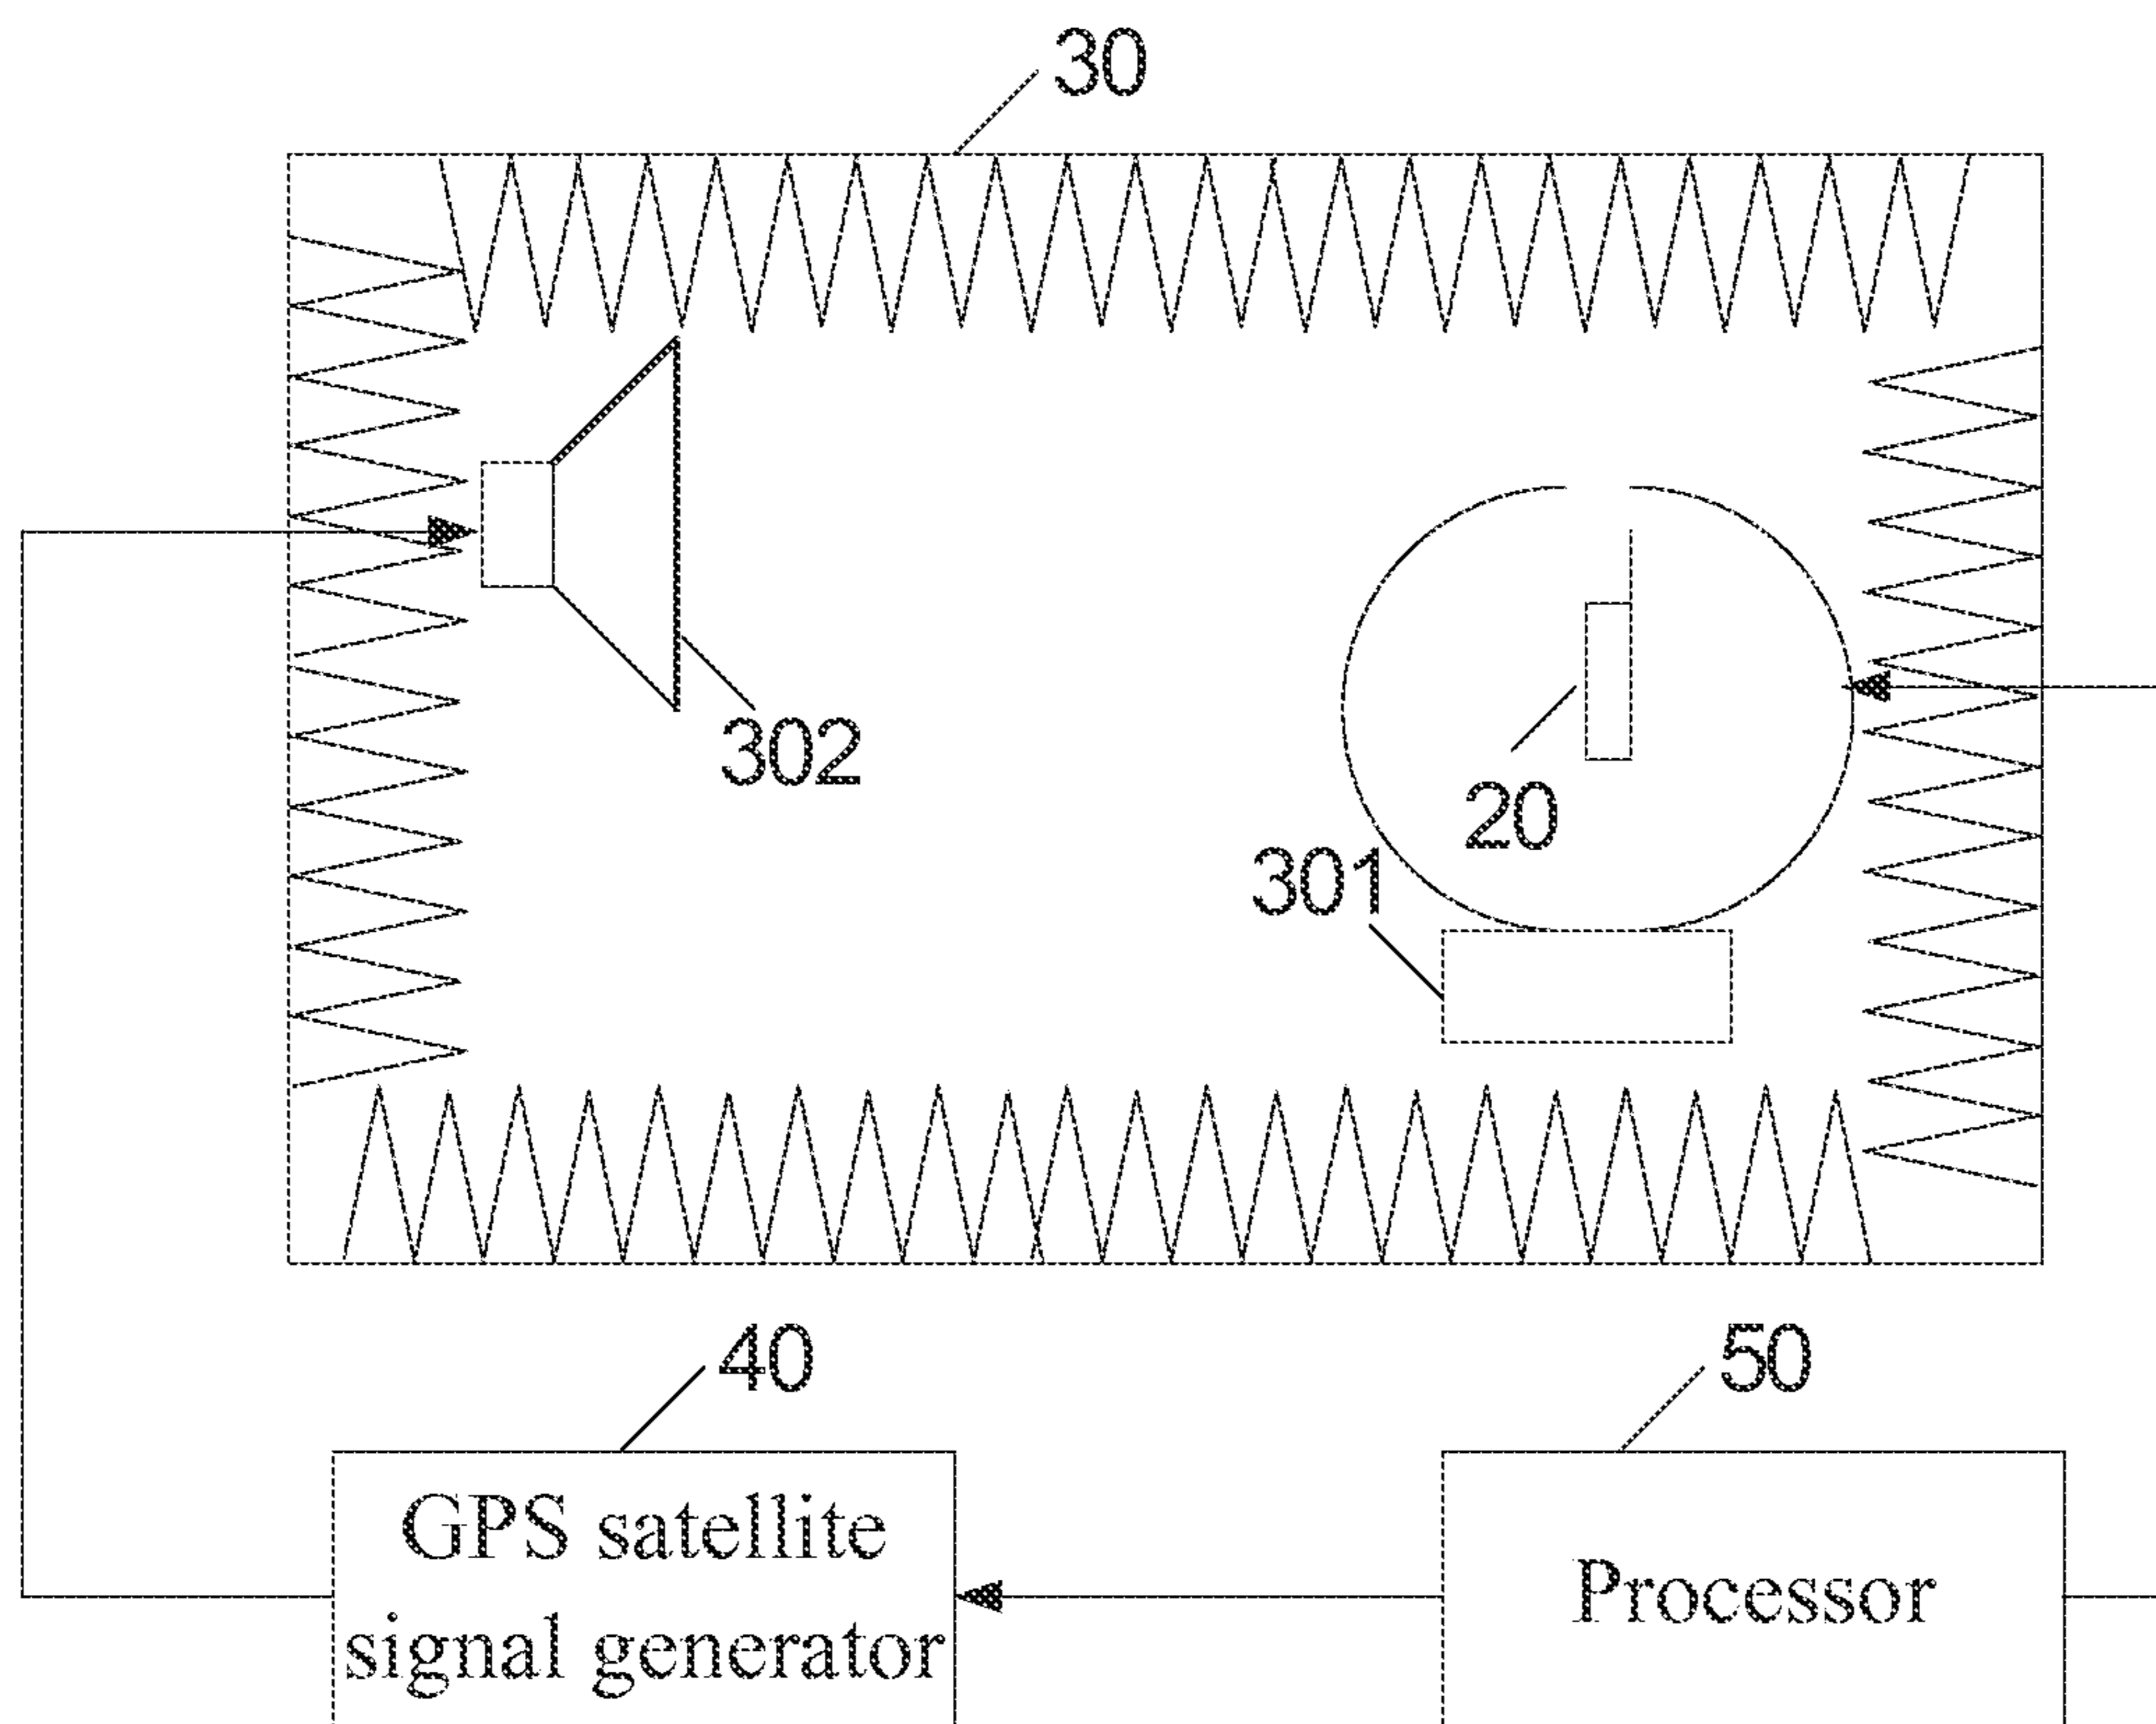 30
302
20
301
40
50
GPS satellite
signal generator
Processor